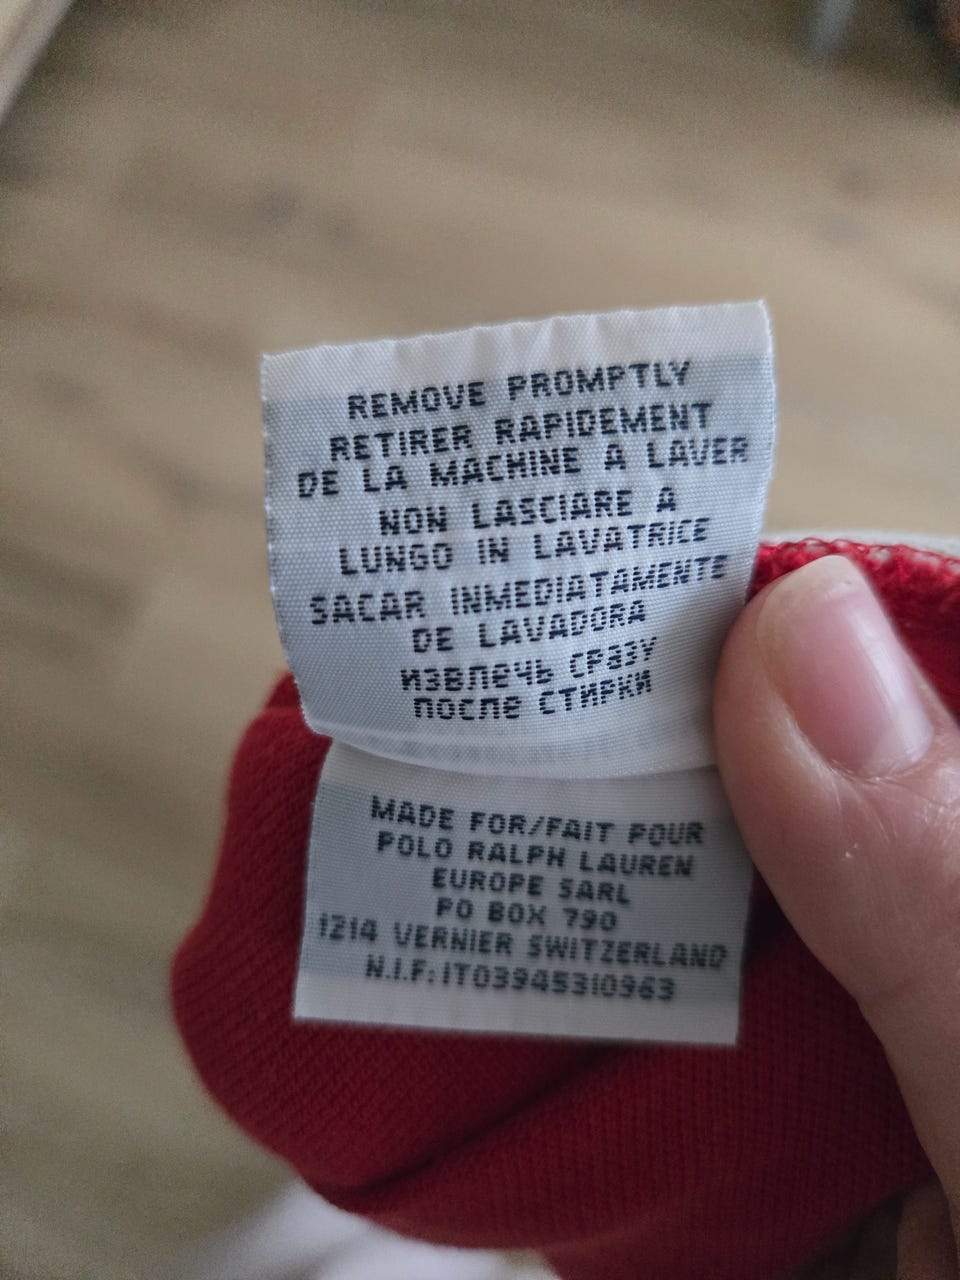 REMOVE PROMPTLY
RETIRER RAPIDEMENT
DE LA MACHINE A LAVER
NON LASCIARE A
LUNGO IN LAVATRICE
SACAR INMEDIATAMENTE
DE LAVADORA
ИЗВЛЕЧЬ СРАЗУ
ПОСЛЕ СТИРКИ
MADE FOR/FAIT POUR
POLO RALPH LAUREN
EUROPE SARL
PO BOX 790
1214 VERNIER SWITZERLAND
N.I.F:IT03945310963